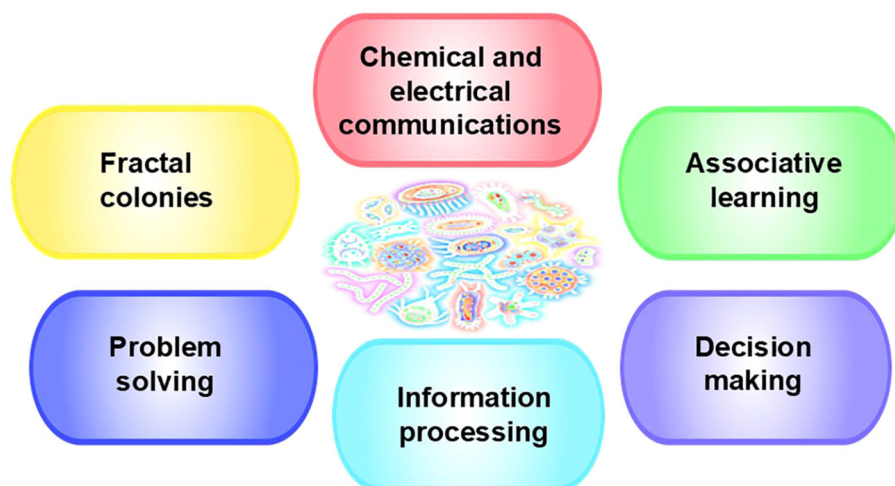 Chemical and
electrical
communications
Fractal
colonies
Associative
learning
Problem
solving
Information
processing
Decision
making